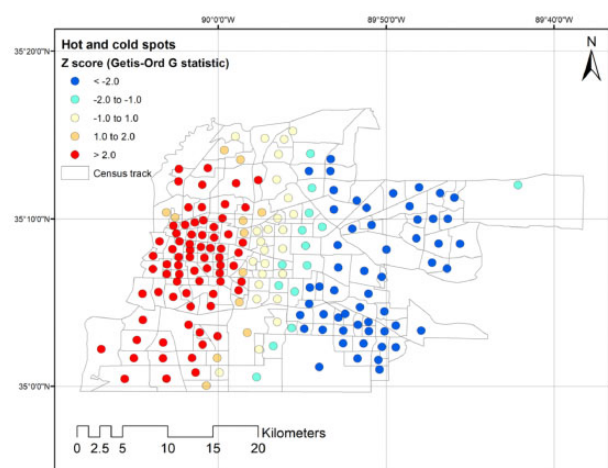 90°0'0"W 89°50'0"W 89°40'0"W
35°20'0"N
Hot and cold spots
N
Z score (Getis-Ord G statistic)
< -2.0
-2.0 to -1.0
-1.0 to 1.0
1.0 to 2.0
> 2.0
Census track
35°10'0"N
35°0'0"N
Kilometers
0 2.5 5 10 15 20